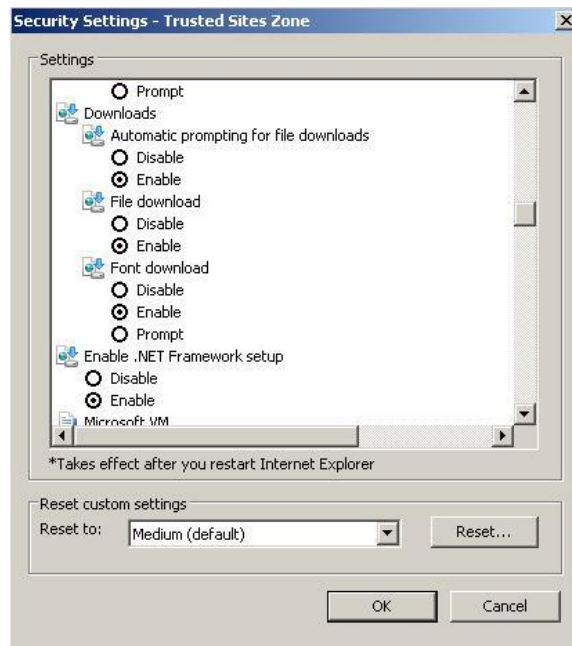 Security Settings - Trusted Sites Zone
Settings
Prompt
Downloads
Automatic prompting for file downloads
Disable
Enable
File download
Disable
Enable
Font download
Disable
Enable
Prompt
Enable .NET Framework setup
Disable
Enable
Microsoft VM
*Takes effect after you restart Internet Explorer
Reset custom settings
Reset to: Medium (default) Reset...
OK Cancel